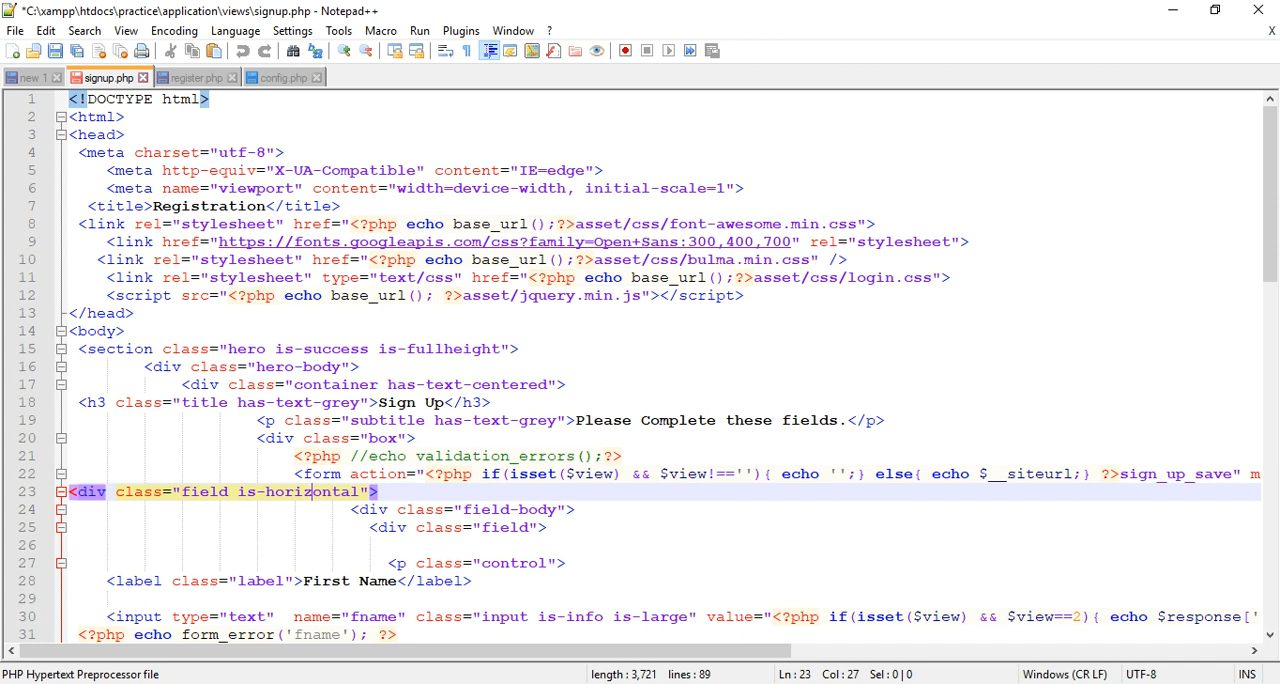 *C:\xampp\htdocs\practice\application\views\signup.php - Notepad++
File Edit Search View Encoding Language Settings Tools Macro Run Plugins Window ? X
new 1 signup.php register.php config.php
1 <!DOCTYPE html>
2 <html>
3 <head>
4 <meta charset="utf-8">
5 <meta http-equiv="X-UA-Compatible" content="IE=edge">
6 <meta name="viewport" content="width=device-width, initial-scale=1">
7 <title>Registration</title>
8 <link rel="stylesheet" href="<?php echo base_url();?>asset/css/font-awesome.min.css">
9 <link href="https://fonts.googleapis.com/css?family=Open+Sans:300,400,700" rel="stylesheet">
10 <link rel="stylesheet" href="<?php echo base_url();?>asset/css/bulma.min.css" />
11 <link rel="stylesheet" type="text/css" href="<?php echo base_url();?>asset/css/login.css">
12 <script src="<?php echo base_url(); ?>asset/jquery.min.js"></script>
13 </head>
14 <body>
15 <section class="hero is-success is-fullheight">
16 <div class="hero-body">
17 <div class="container has-text-centered">
18 <h3 class="title has-text-grey">Sign Up</h3>
19 <p class="subtitle has-text-grey">Please Complete these fields.</p>
20 <div class="box">
21 <?php //echo validation_errors();?>
22 <form action="<?php if(isset($view) && $view!==''){ echo '';} else{ echo $__siteurl;} ?>sign_up_save" m
23 <div class="field is-horizontal">
24 <div class="field-body">
25 <div class="field">
26
27 <p class="control">
28 <label class="label">First Name</label>
29
30 <input type="text"  name="fname" class="input is-info is-large" value="<?php if(isset($view) && $view==2){ echo $response['
31 <?php echo form_error('fname'); ?>
PHP Hypertext Preprocessor file length : 3,721 lines : 89 Ln : 23 Col : 27 Sel : 0 | 0 Windows (CR LF) UTF-8 INS